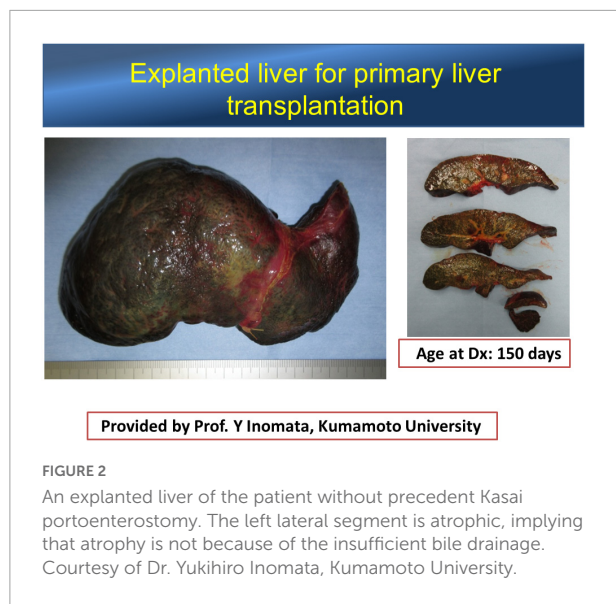 Explanted liver for primary liver
transplantation
Age at Dx: 150 days
Provided by Prof. Y Inomata, Kumamoto University
FIGURE 2
An explanted liver of the patient without precedent Kasai
portoenterostomy. The left lateral segment is atrophic, implying
that atrophy is not because of the insufficient bile drainage.
Courtesy of Dr. Yukihiro Inomata, Kumamoto University.